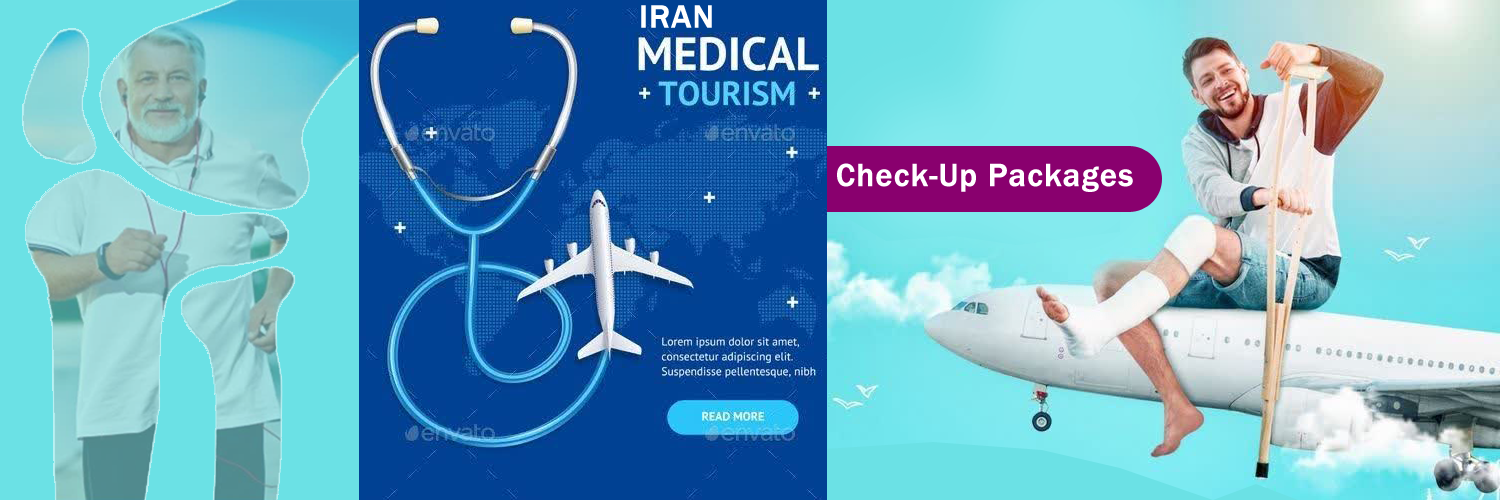 IRAN
MEDICAL
+ TOURISM +
envato
envato
Check-Up Packages
Lorem ipsum dolor sit amet,
consectetur adipiscing elit.
Suspendisse pellentesque, nibh
READ MORE
envato
envato